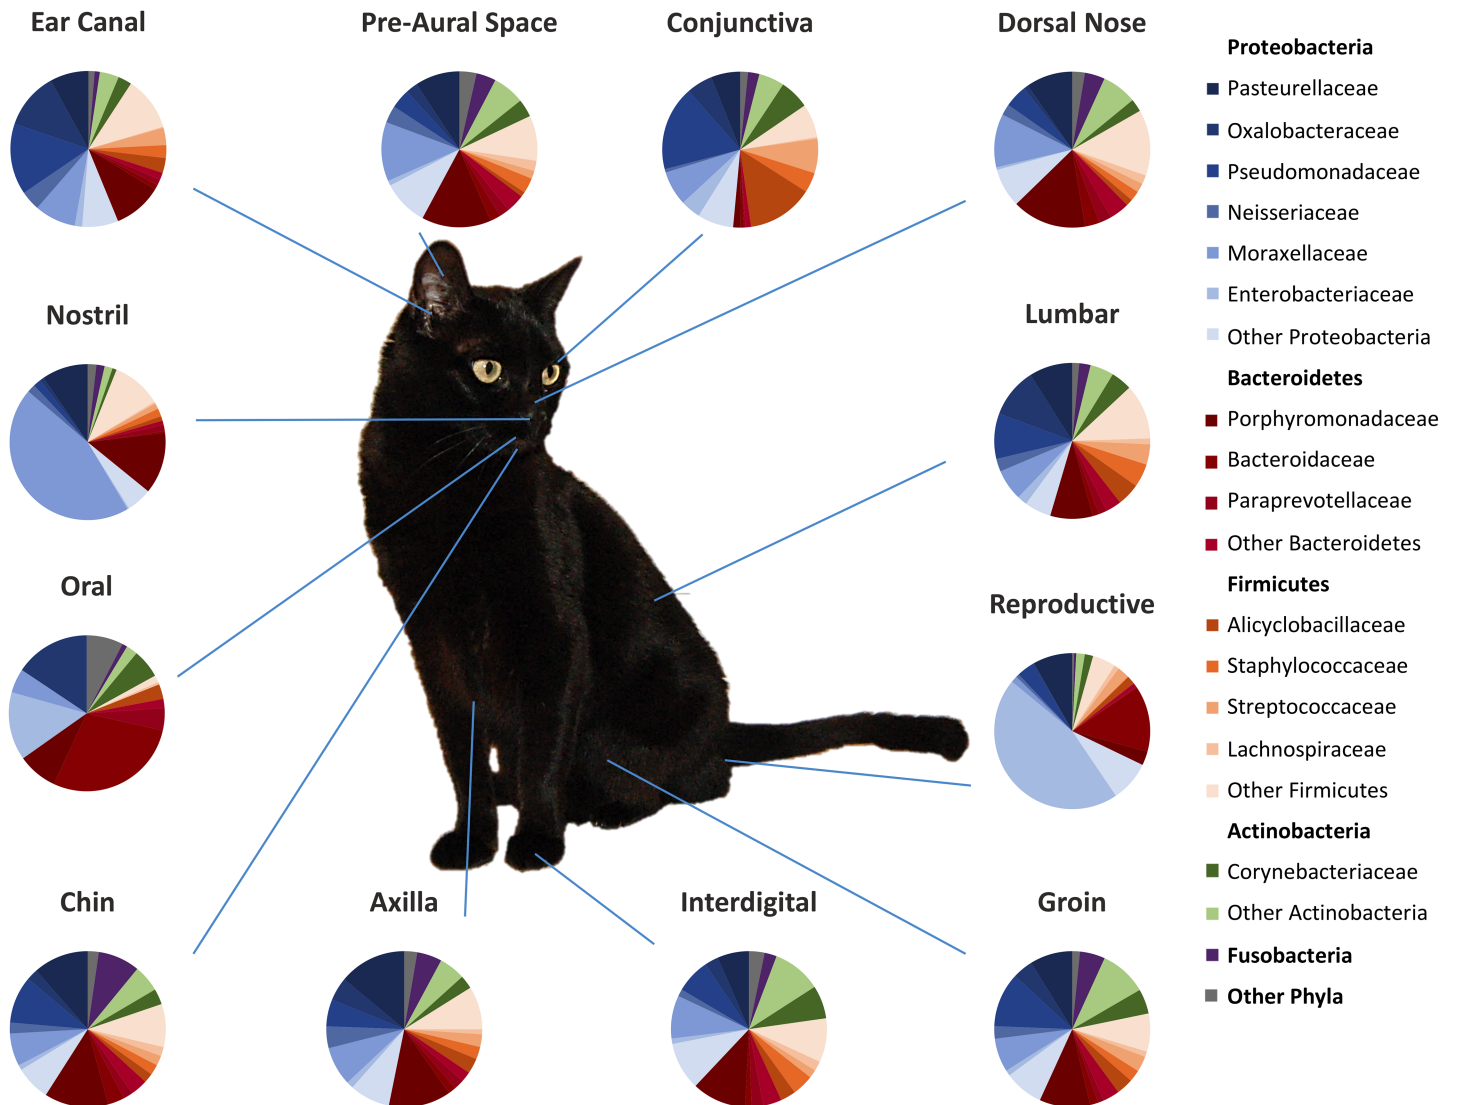 Ear Canal
Pre-Aural Space
Conjunctiva
Dorsal Nose
Nostril
Lumbar
Oral
Reproductive
Chin
Axilla
Interdigital
Groin
Proteobacteria
Pasteurellaceae
Oxalobacteraceae
Pseudomonadaceae
Neisseriaceae
Moraxellaceae
Enterobacteriaceae
Other Proteobacteria
Bacteroidetes
Porphyromonadaceae
Bacteroidaceae
Paraprevotellaceae
Other Bacteroidetes
Firmicutes
Alicyclobacillaceae
Staphylococcaceae
Streptococcaceae
Lachnospiraceae
Other Firmicutes
Actinobacteria
Corynebacteriaceae
Other Actinobacteria
Fusobacteria
Other Phyla